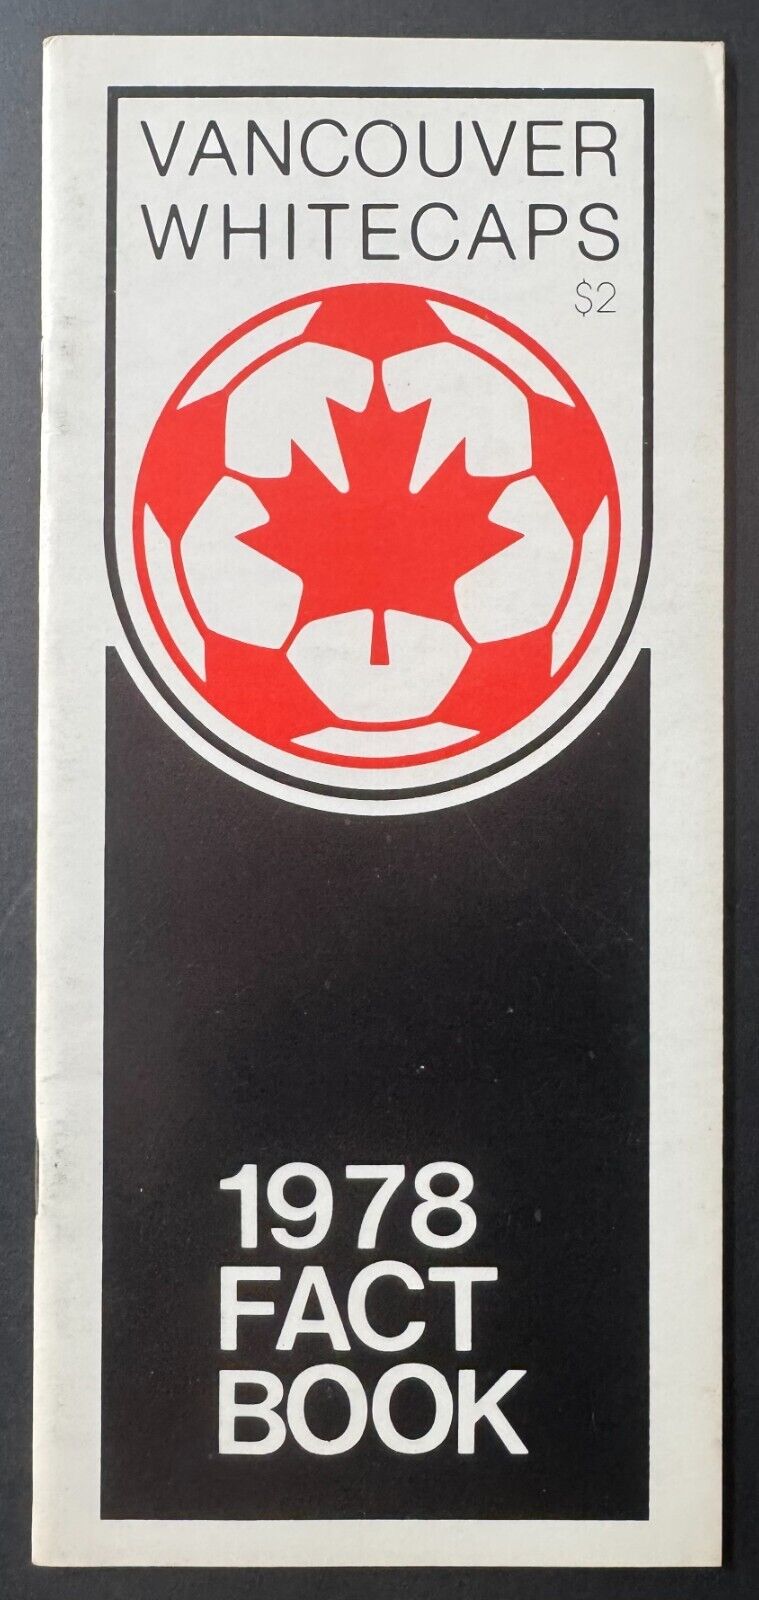 VANCOUVER
WHITECAPS
$2
1978
FACT
BOOK